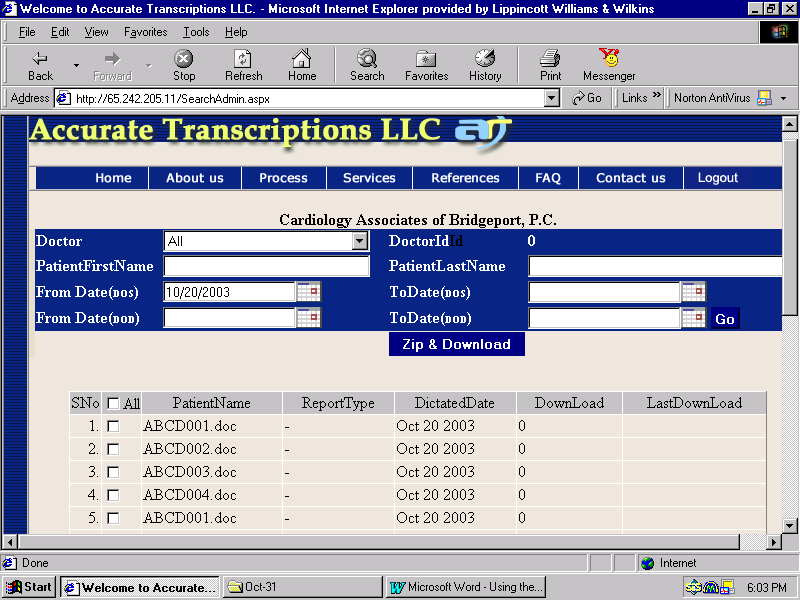 Welcome to Accurate Transcriptions LLC. - Microsoft Internet Explorer provided by Lippincott Williams & Wilkins
File Edit View Favorites Tools Help
Back Forward Stop Refresh Home Search Favorites History Print Messenger
Address http://65.242.205.11/SearchAdmin.aspx Go Links » Norton AntiVirus
Accurate Transcriptions LLC at
Home About us Process Services References FAQ Contact us Logout
Cardiology Associates of Bridgeport, P.C.
Doctor All DoctorIdId 0
PatientFirstName PatientLastName
From Date(DOS) 10/20/2003 ToDate(DOS)
From Date(DOD) ToDate(DOD) Go
Zip & Download
SNo All PatientName ReportType DictatedDate DownLoad LastDownLoad
1. ABCD001.doc - Oct 20 2003 0
2. ABCD002.doc - Oct 20 2003 0
3. ABCD003.doc - Oct 20 2003 0
4. ABCD004.doc - Oct 20 2003 0
5. ABCD001.doc - Oct 20 2003 0
Done Internet
Start Welcome to Accurate... Oct-31 Microsoft Word - Using the... 6:03 PM